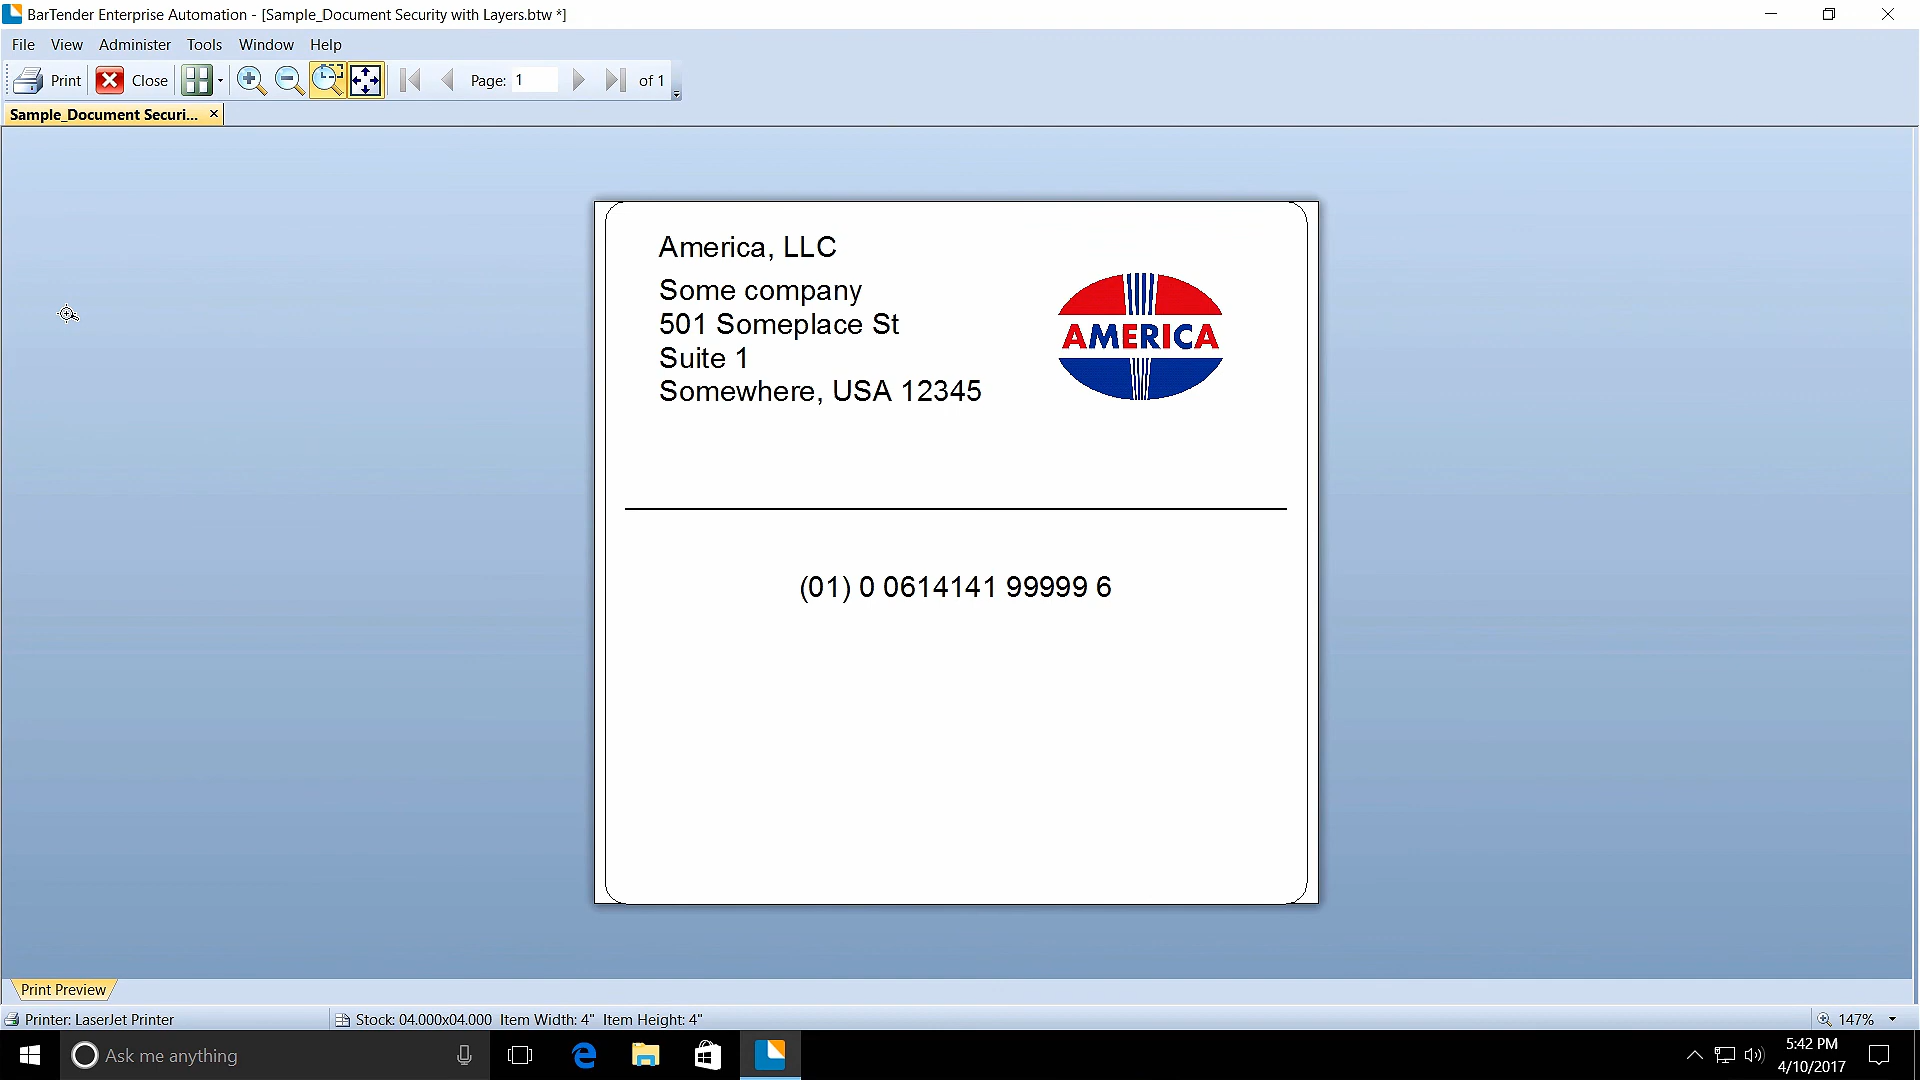 BarTender Enterprise Automation - [Sample_Document Security with Layers.btw *]
File View Administer Tools Window Help
Print Close Page: 1 of 1
Sample_Document Securi... ×
America, LLC
Some company
501 Someplace St
Suite 1
Somewhere, USA 12345
AMERICA
(01) 0 0614141 99999 6
Print Preview
Printer: LaserJet Printer Stock: 04.000x04.000 Item Width: 4" Item Height: 4" 147%
Ask me anything
5:42 PM
4/10/2017